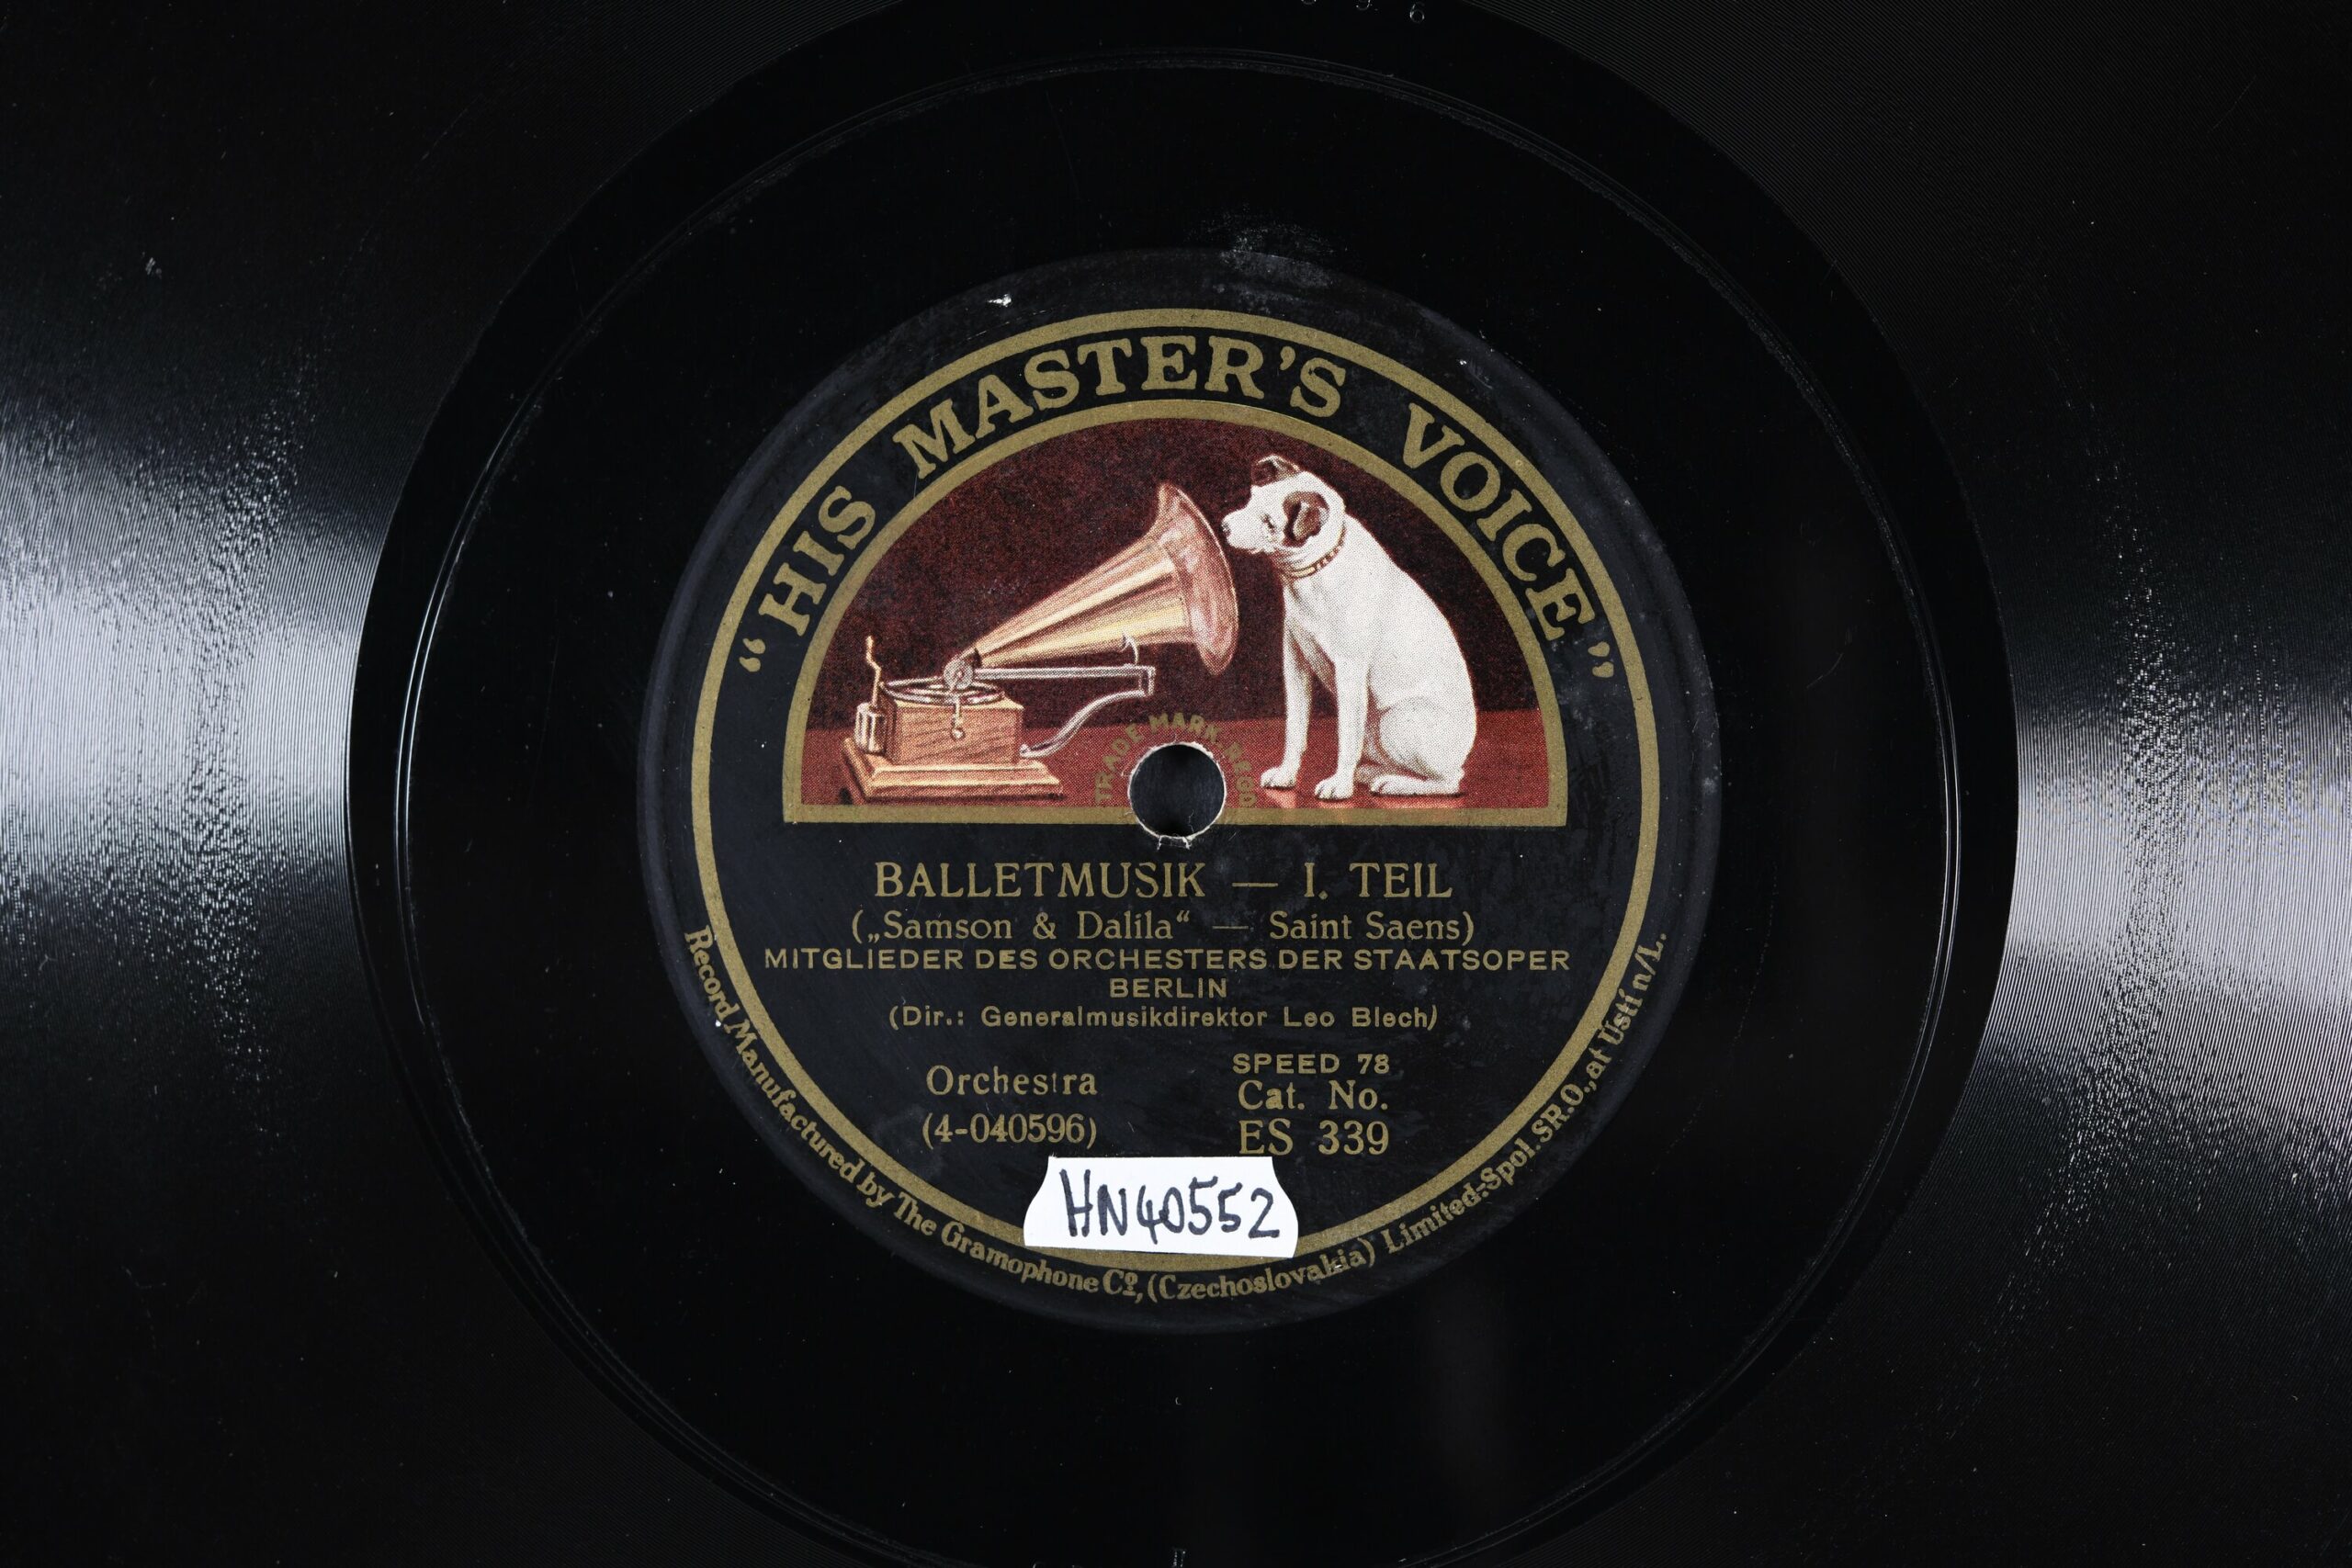 “HIS MASTER'S VOICE”
TRADE MARK. REGD
BALLETMUSIK — I. TEIL
(„Samson & Dalila“ — Saint Saens)
MITGLIEDER DES ORCHESTERS DER STAATSOPER
BERLIN
(Dir.: Generalmusikdirektor Leo Blech)
SPEED 78
Orchestra Cat. No.
(4-040596) ES 339
HN40552
Record Manufactured by The Gramophone Co., (Czechoslovakia) Limited:-Spol. SR.O., at Ústí n/L.